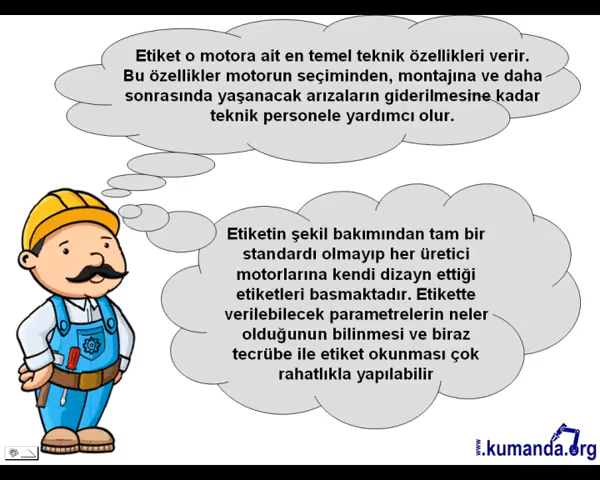 Etiket o motora ait en temel teknik özellikleri verir.
Bu özellikler motorun seçiminden, montajına ve daha
sonrasında yaşanacak arızaların giderilmesine kadar
teknik personele yardımcı olur.
Etiketin şekil bakımından tam bir
standardı olmayıp her üretici
motorlarına kendi dizayn ettiği
etiketleri basmaktadır. Etikette
verilebilecek parametrelerin neler
olduğunun bilinmesi ve biraz
tecrübe ile etiket okunması çok
rahatlıkla yapılabilir
www.kumanda.org